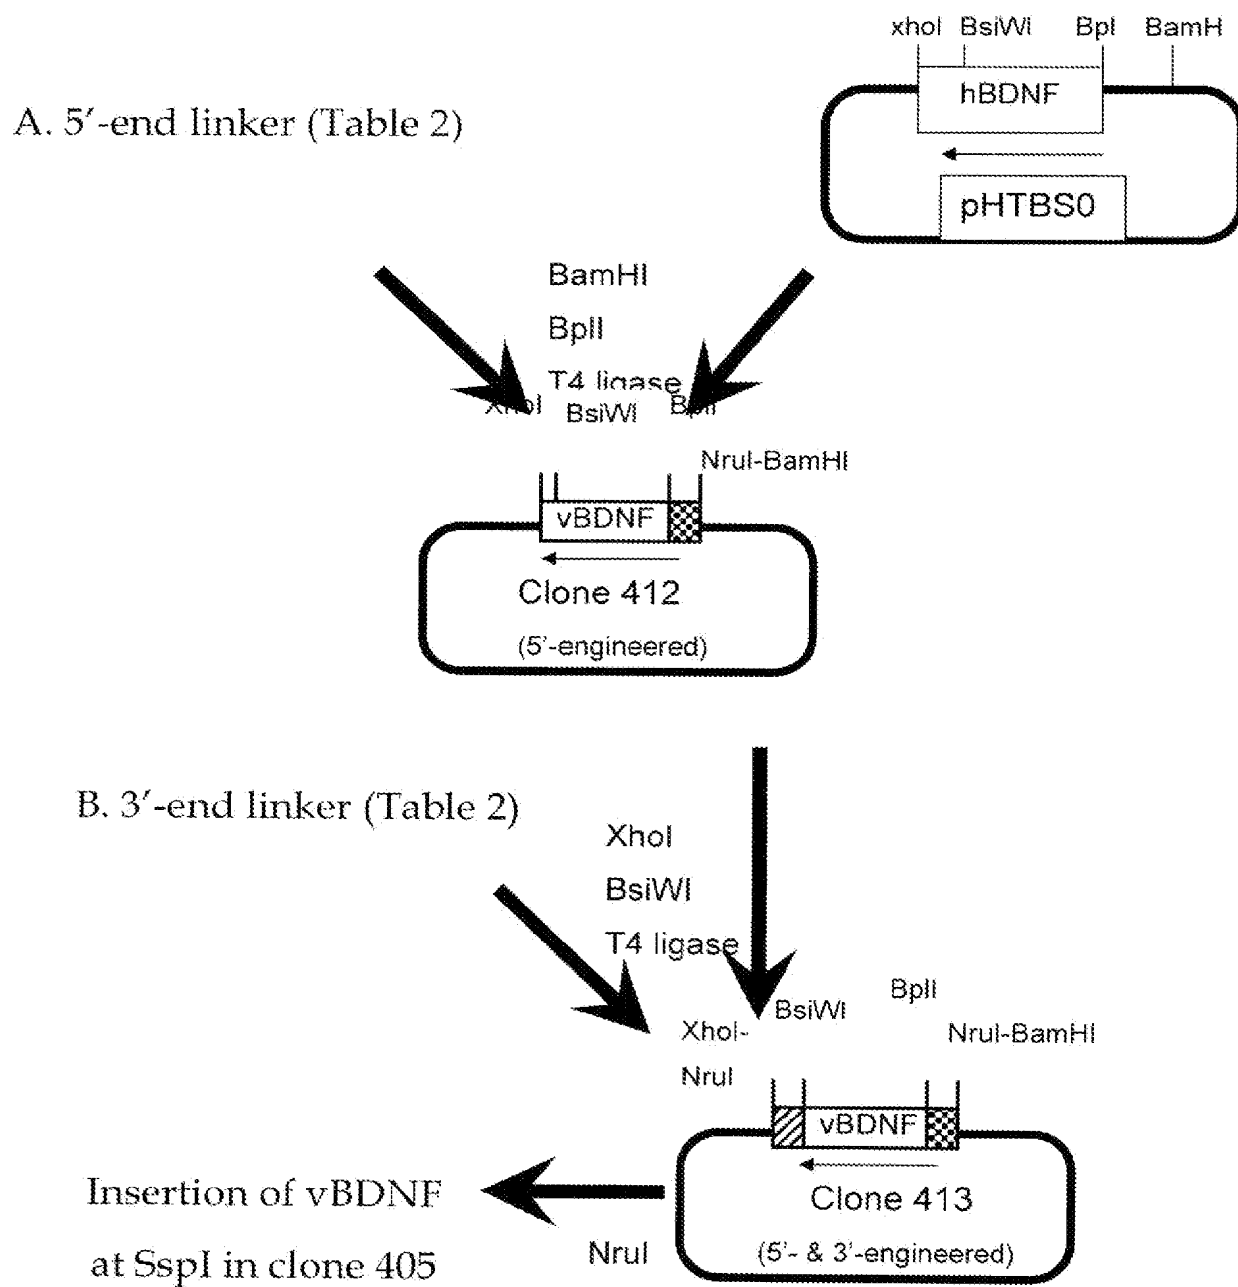 xhoI BsiWI BpI BamH
hBDNF
A. 5'-end linker (Table 2)
pHTBS0
BamHI
BplI
T4 ligase
XhoI BsiWI BplI
NruI-BamHI
vBDNF
Clone 412
(5'-engineered)
B. 3'-end linker (Table 2)
XhoI
BsiWI
T4 ligase
BplI
BsiWI
XhoI-
NruI
NruI-BamHI
vBDNF
Clone 413
(5'- & 3'-engineered)
Insertion of vBDNF
at SspI in clone 405
NruI